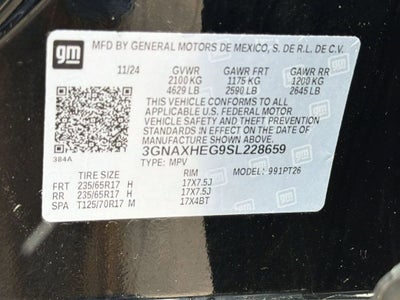 gm
MFD BY GENERAL MOTORS DE MEXICO, S. DE R.L. DE C.V.
11/24 GVWR GAWR FRT GAWR RR
2100 KG 1175 KG 1200 KG
4629 LB 2590 LB 2645 LB
THIS VEHICLE CONFORMS TO ALL
APPLICABLE U.S. FEDERAL MOTOR
VEHICLE SAFETY, BUMPER, AND THEFT
PREVENTION STANDARDS IN EFFECT ON
THE DATE OF MANUFACTURE SHOWN ABOVE.
3GNAXHEG9SL228659
384A
TYPE: MPV MODEL: 991PT26
TIRE SIZE RIM
FRT 235/65R17 H 17X7.5J
RR 235/65R17 H 17X7.5J
SPA T125/70R17 M 17X4BT